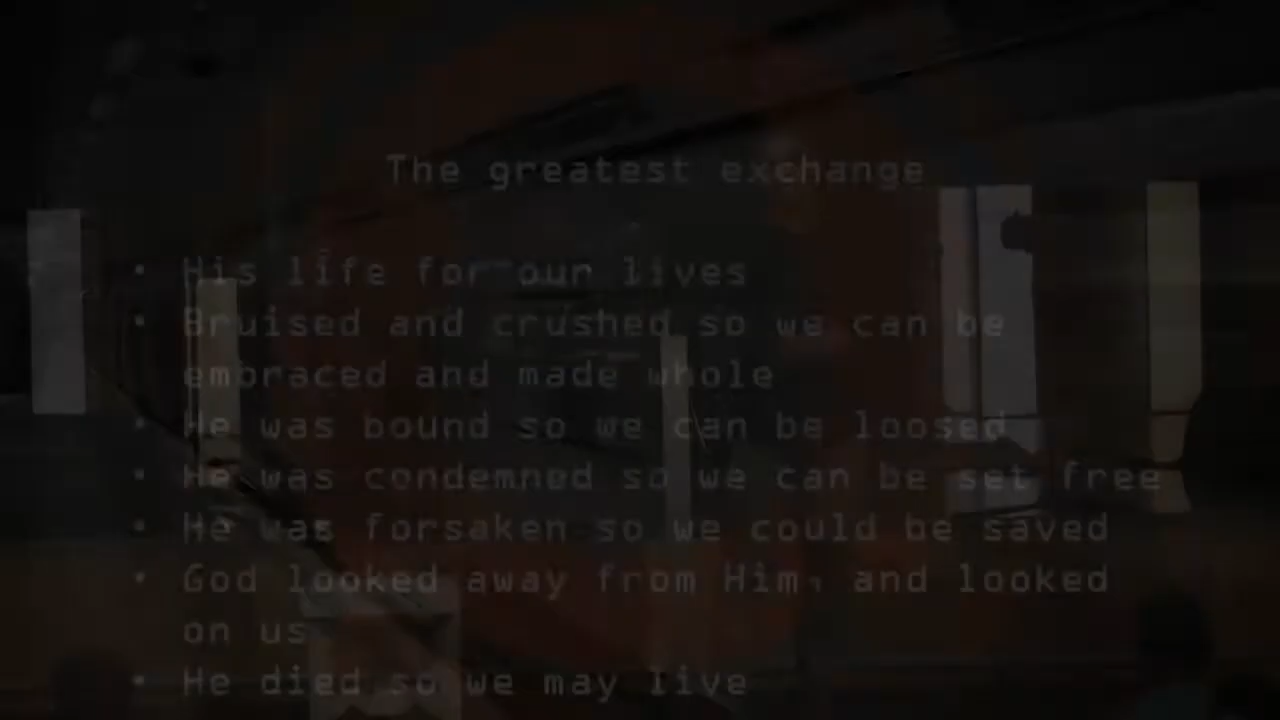 The greatest exchange
• His life for our lives
• Bruised and crushed so we can be
embraced and made whole
• He was bound so we can be loosed
• He was condemned so we can be set free
• He was forsaken so we could be saved
• God looked away from Him, and looked
on us
• He died so we may live